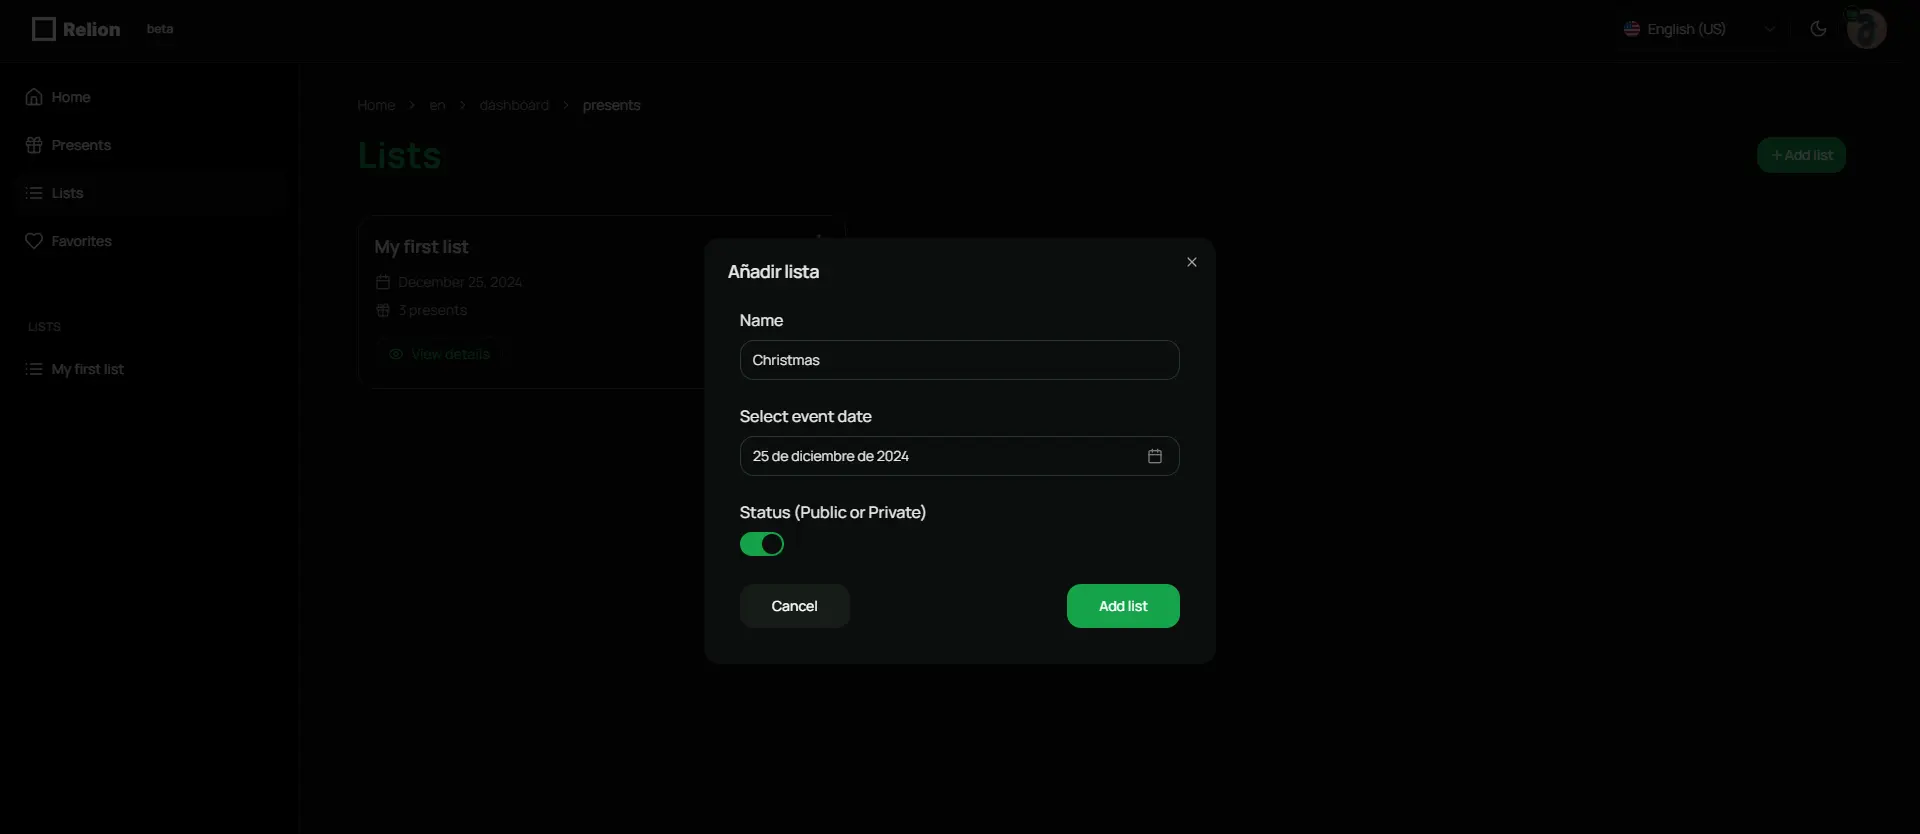 Relion beta
English (US)
Home
Presents
Lists
Favorites
LISTS
My first list
Home > en > dashboard > presents
Lists
+ Add list
My first list
December 25, 2024
3 presents
View details
Añadir lista
Name
Christmas
Select event date
25 de diciembre de 2024
Status (Public or Private)
Cancel
Add list